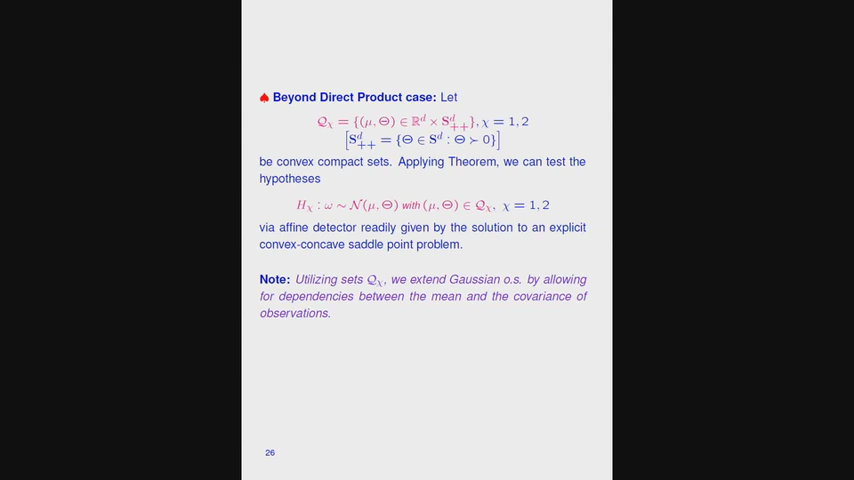 ♠ Beyond Direct Product case: Let
𝒬_χ = {(μ, Θ) ∈ ℝ^d × S^d_{++}}, χ = 1, 2
[S^d_{++} = {Θ ∈ S^d : Θ ≻ 0}]
be convex compact sets. Applying Theorem, we can test the
hypotheses
H_χ : ω ∼ 𝒩(μ, Θ) with (μ, Θ) ∈ 𝒬_χ, χ = 1, 2
via affine detector readily given by the solution to an explicit
convex-concave saddle point problem.
Note: Utilizing sets 𝒬_χ, we extend Gaussian o.s. by allowing
for dependencies between the mean and the covariance of
observations.
26